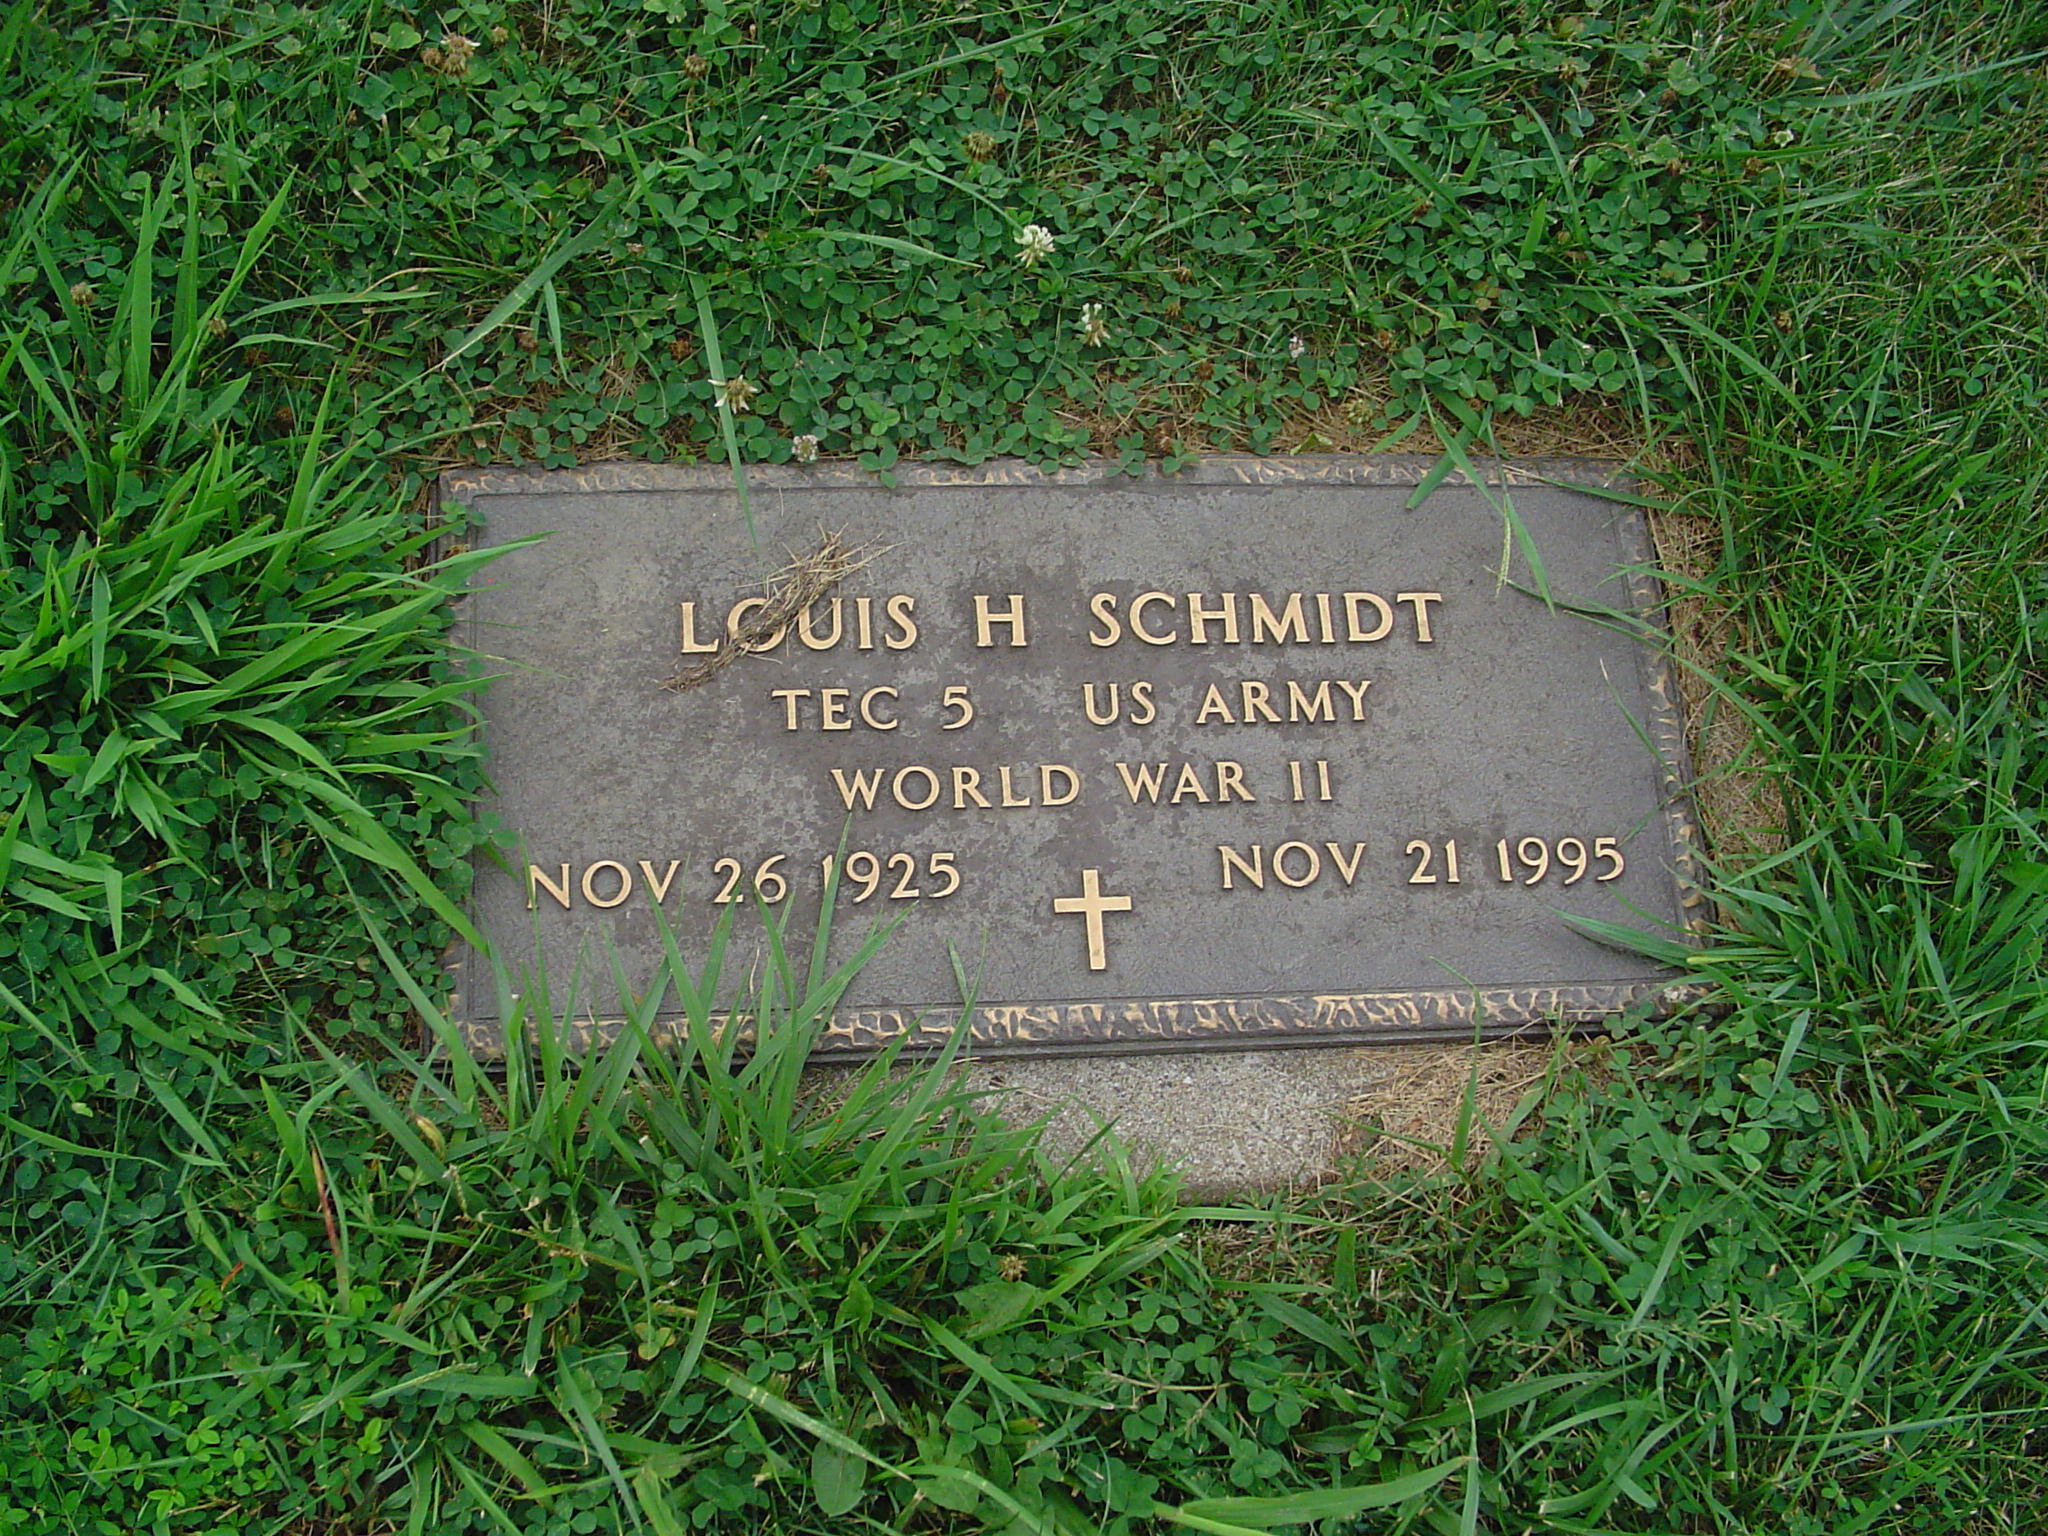 LOUIS H SCHMIDT
TEC 5 US ARMY
WORLD WAR II
NOV 26 1925 NOV 21 1995